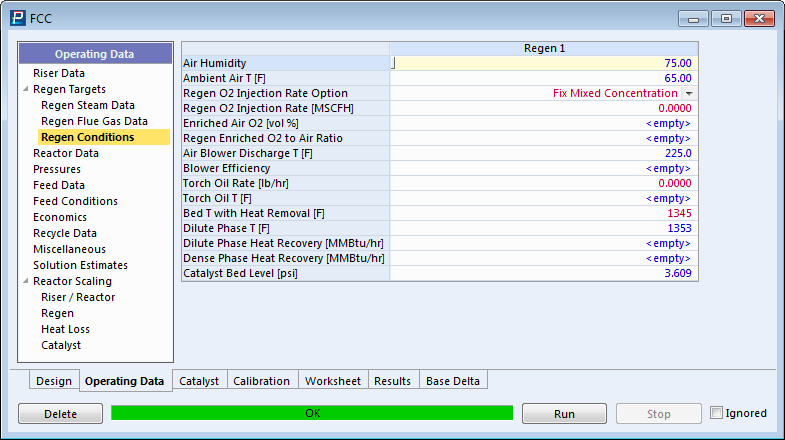 FCC
Operating Data
Riser Data
Regen Targets
Regen Steam Data
Regen Flue Gas Data
Regen Conditions
Reactor Data
Pressures
Feed Data
Feed Conditions
Economics
Recycle Data
Miscellaneous
Solution Estimates
Reactor Scaling
Riser / Reactor
Regen
Heat Loss
Catalyst
Regen 1
Air Humidity 75.00
Ambient Air T [F] 65.00
Regen O2 Injection Rate Option Fix Mixed Concentration
Regen O2 Injection Rate [MSCFH] 0.0000
Enriched Air O2 [vol %] <empty>
Regen Enriched O2 to Air Ratio <empty>
Air Blower Discharge T [F] 225.0
Blower Efficiency <empty>
Torch Oil Rate [lb/hr] 0.0000
Torch Oil T [F] <empty>
Bed T with Heat Removal [F] 1345
Dilute Phase T [F] 1353
Dilute Phase Heat Recovery [MMBtu/hr] <empty>
Dense Phase Heat Recovery [MMBtu/hr] <empty>
Catalyst Bed Level [psi] 3.609
Design Operating Data Catalyst Calibration Worksheet Results Base Delta
Delete OK Run Stop Ignored